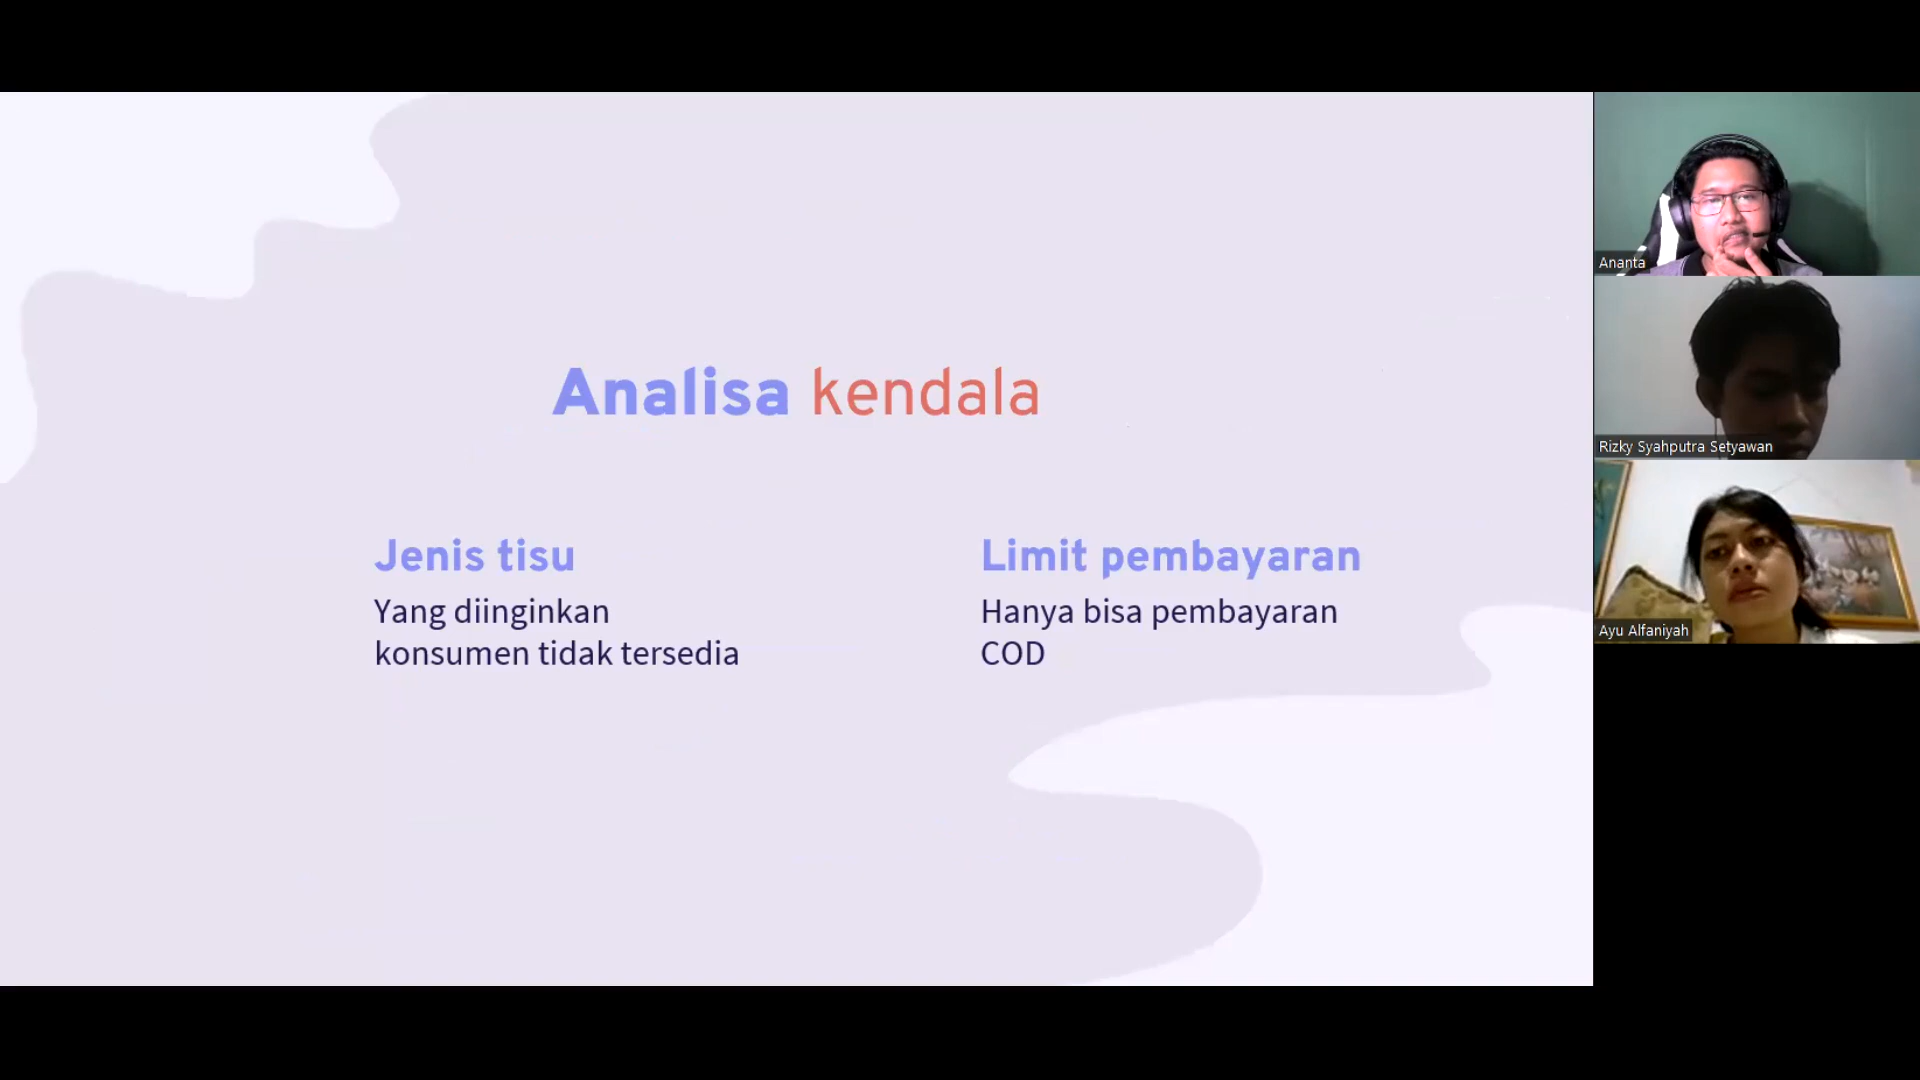 Analisa kendala
Jenis tisu
Yang diinginkan
konsumen tidak tersedia
Limit pembayaran
Hanya bisa pembayaran
COD
Ananta
Rizky Syahputra Setyawan
Ayu Alfaniyah